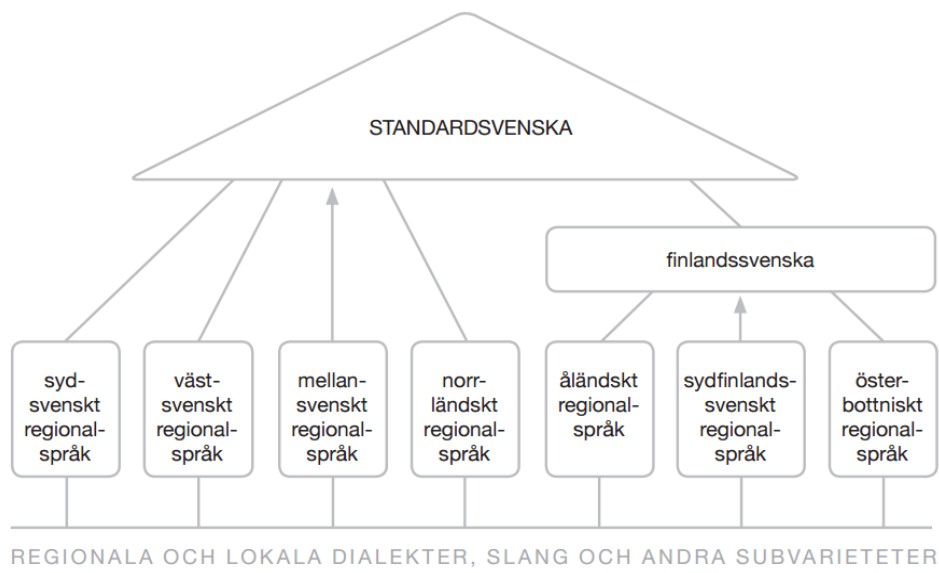 STANDARDSVENSKA
finlandssvenska
syd-
svenskt
regional-
språk
väst-
svenskt
regional-
språk
mellan-
svenskt
regional-
språk
norr-
ländskt
regional-
språk
åländskt
regional-
språk
sydfinlands-
svenskt
regional-
språk
öster-
bottniskt
regional-
språk
REGIONALA OCH LOKALA DIALEKTER, SLANG OCH ANDRA SUBVARIETETER